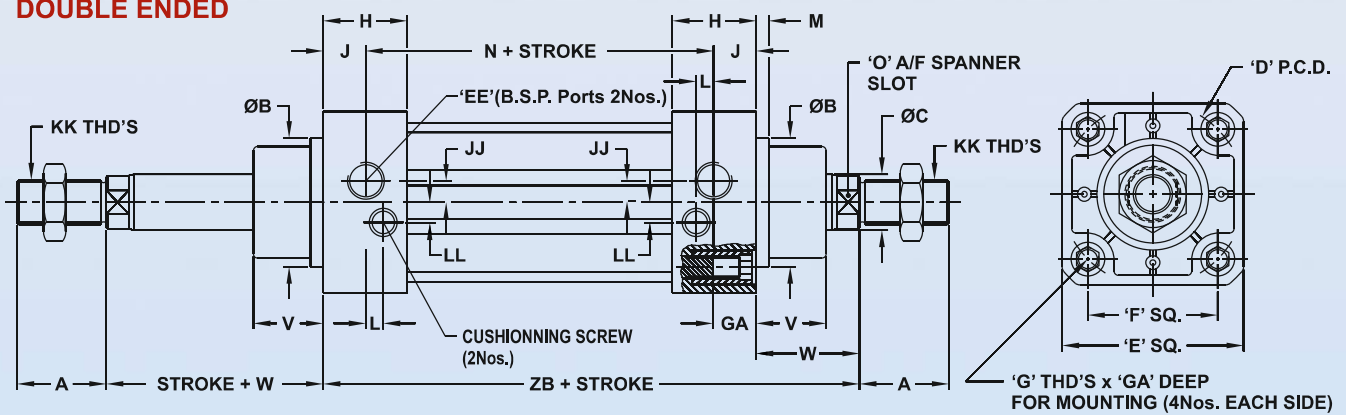 DOUBLE ENDED
H
H
M
J
N + STROKE
J
L
'O' A/F SPANNER
SLOT
'D' P.C.D.
'EE'(B.S.P. Ports 2Nos.)
ØB
ØB
ØC
KK THD'S
KK THD'S
JJ
JJ
LL
LL
V
L
CUSHIONNING SCREW
(2Nos.)
GA
V
W
'F' SQ.
'E' SQ.
A
STROKE + W
ZB + STROKE
A
'G' THD'S x 'GA' DEEP
FOR MOUNTING (4Nos. EACH SIDE)